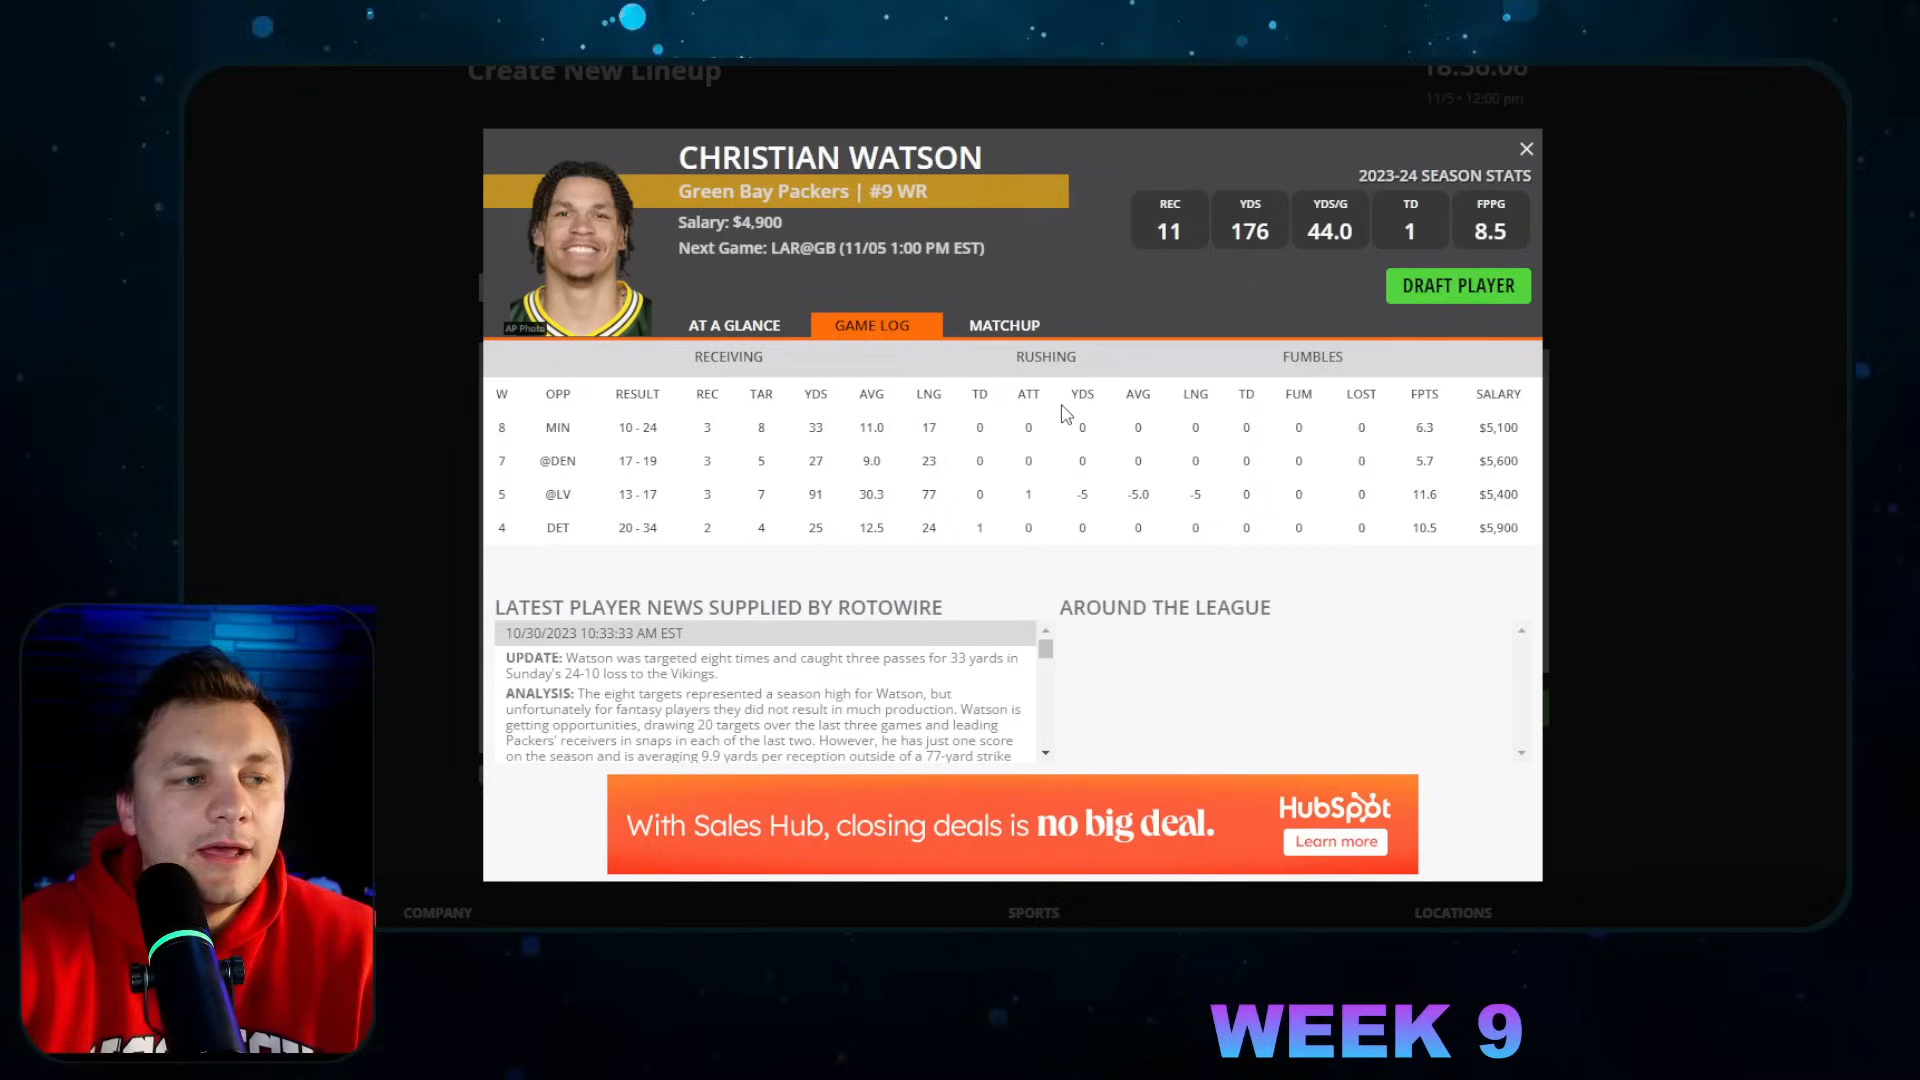 Create New Lineup
18:36:06
11/5 • 12:00 pm
CHRISTIAN WATSON
Green Bay Packers | #9 WR
Salary: $4,900
Next Game: LAR@GB (11/05 1:00 PM EST)
2023-24 SEASON STATS
REC YDS YDS/G TD FPPG
11 176 44.0 1 8.5
DRAFT PLAYER
AP Photo
AT A GLANCE GAME LOG MATCHUP
RECEIVING RUSHING FUMBLES
W OPP RESULT REC TAR YDS AVG LNG TD ATT YDS AVG LNG TD FUM LOST FPTS SALARY
8 MIN 10 - 24 3 8 33 11.0 17 0 0 0 0 0 0 0 0 6.3 $5,100
7 @DEN 17 - 19 3 5 27 9.0 23 0 0 0 0 0 0 0 0 5.7 $5,600
5 @LV 13 - 17 3 7 91 30.3 77 0 1 -5 -5.0 -5 0 0 0 11.6 $5,400
4 DET 20 - 34 2 4 25 12.5 24 1 0 0 0 0 0 0 0 10.5 $5,900
LATEST PLAYER NEWS SUPPLIED BY ROTOWIRE
AROUND THE LEAGUE
10/30/2023 10:33:33 AM EST
UPDATE: Watson was targeted eight times and caught three passes for 33 yards in
Sunday's 24-10 loss to the Vikings.
ANALYSIS: The eight targets represented a season high for Watson, but
unfortunately for fantasy players they did not result in much production. Watson is
getting opportunities, drawing 20 targets over the last three games and leading
Packers' receivers in snaps in each of the last two. However, he has just one score
on the season and is averaging 9.9 yards per reception outside of a 77-yard strike
With Sales Hub, closing deals is no big deal.
HubSpot
Learn more
COMPANY SPORTS LOCATIONS
WEEK 9